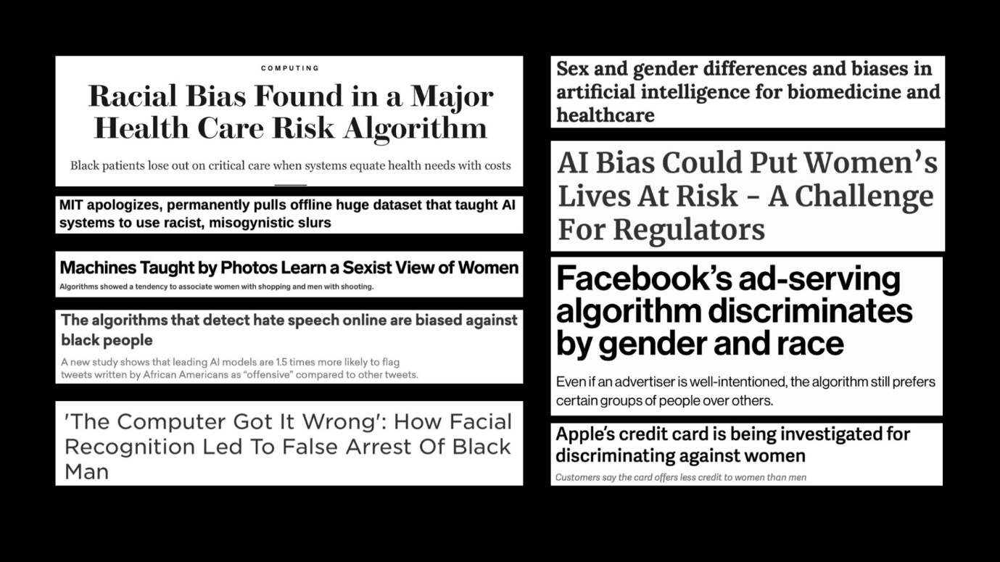 COMPUTING
Racial Bias Found in a Major
Health Care Risk Algorithm
Black patients lose out on critical care when systems equate health needs with costs
MIT apologizes, permanently pulls offline huge dataset that taught AI
systems to use racist, misogynistic slurs
Machines Taught by Photos Learn a Sexist View of Women
Algorithms showed a tendency to associate women with shopping and men with shooting.
The algorithms that detect hate speech online are biased against
black people
A new study shows that leading AI models are 1.5 times more likely to flag
tweets written by African Americans as “offensive” compared to other tweets.
'The Computer Got It Wrong': How Facial
Recognition Led To False Arrest Of Black
Man
Sex and gender differences and biases in
artificial intelligence for biomedicine and
healthcare
AI Bias Could Put Women’s
Lives At Risk - A Challenge
For Regulators
Facebook’s ad-serving
algorithm discriminates
by gender and race
Even if an advertiser is well-intentioned, the algorithm still prefers
certain groups of people over others.
Apple’s credit card is being investigated for
discriminating against women
Customers say the card offers less credit to women than men